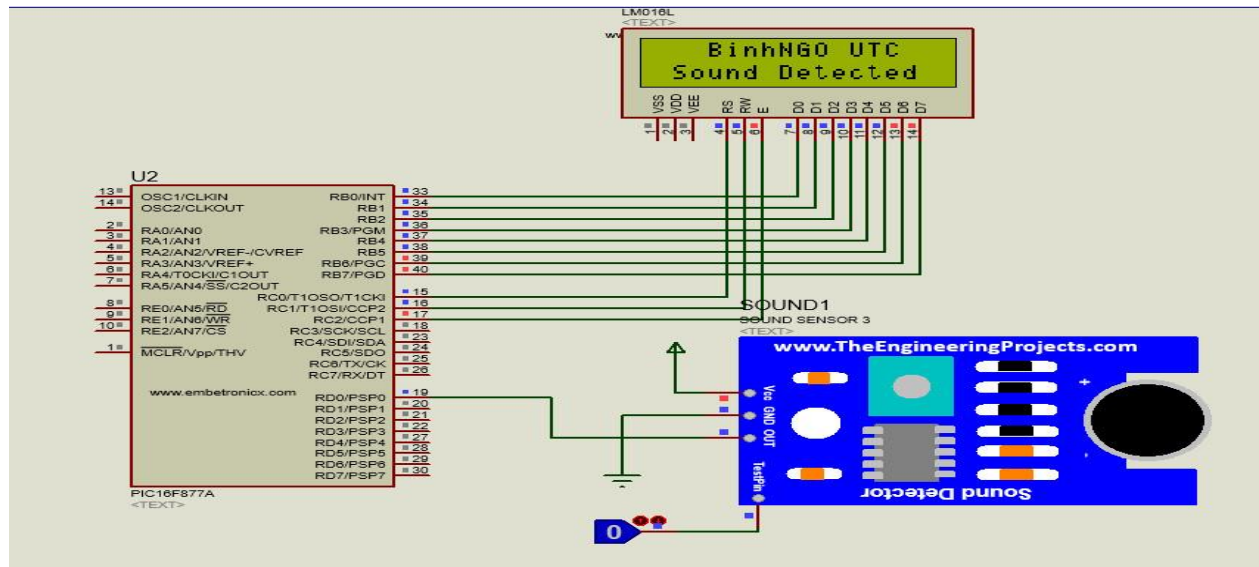 LM016L
<TEXT>
BinhNGO UTC
Sound Detected
1 VSS
2 VDD
3 VEE
4 RS
5 RW
6 E
7 D0
8 D1
9 D2
10 D3
11 D4
12 D5
13 D6
14 D7
U2
13 OSC1/CLKIN
14 OSC2/CLKOUT
2 RA0/AN0
3 RA1/AN1
4 RA2/AN2/VREF-/CVREF
5 RA3/AN3/VREF+
6 RA4/T0CKI/C1OUT
7 RA5/AN4/SS/C2OUT
8 RE0/AN5/RD
9 RE1/AN6/WR
10 RE2/AN7/CS
1 MCLR/Vpp/THV
RB0/INT 33
RB1 34
RB2 35
RB3/PGM 36
RB4 37
RB5 38
RB6/PGC 39
RB7/PGD 40
RC0/T1OSO/T1CKI 15
RC1/T1OSI/CCP2 16
RC2/CCP1 17
RC3/SCK/SCL 18
RC4/SDI/SDA 23
RC5/SDO 24
RC6/TX/CK 25
RC7/RX/DT 26
www.embetronicx.com
RD0/PSP0 19
RD1/PSP1 20
RD2/PSP2 21
RD3/PSP3 22
RD4/PSP4 27
RD5/PSP5 28
RD6/PSP6 29
RD7/PSP7 30
PIC16F877A
<TEXT>
SOUND1
SOUND SENSOR 3
<TEXT>
www.TheEngineeringProjects.com
Vcc
GND
OUT
TestPin
+
-
Sound Detector
0